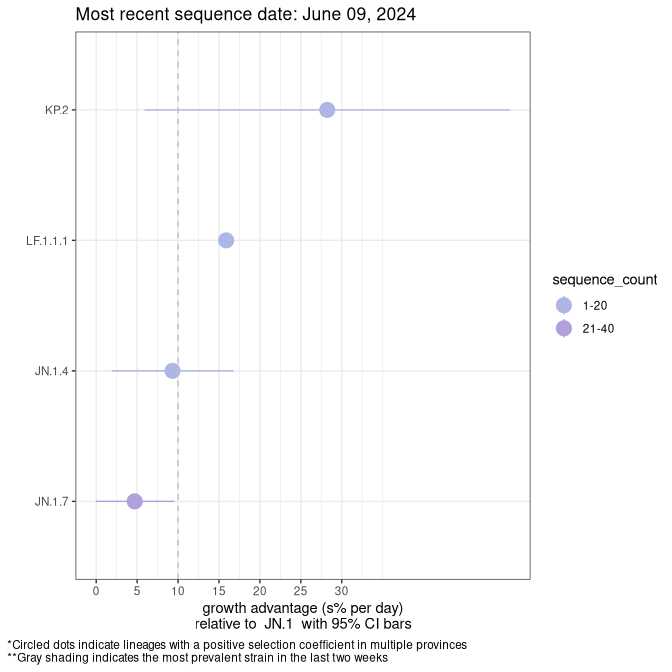 Most recent sequence date: June 09, 2024
KP.2
LF.1.1.1
JN.1.4
JN.1.7
sequence_count
1-20
21-40
0 5 10 15 20 25 30
growth advantage (s% per day)
relative to JN.1 with 95% CI bars
*Circled dots indicate lineages with a positive selection coefficient in multiple provinces
**Gray shading indicates the most prevalent strain in the last two weeks